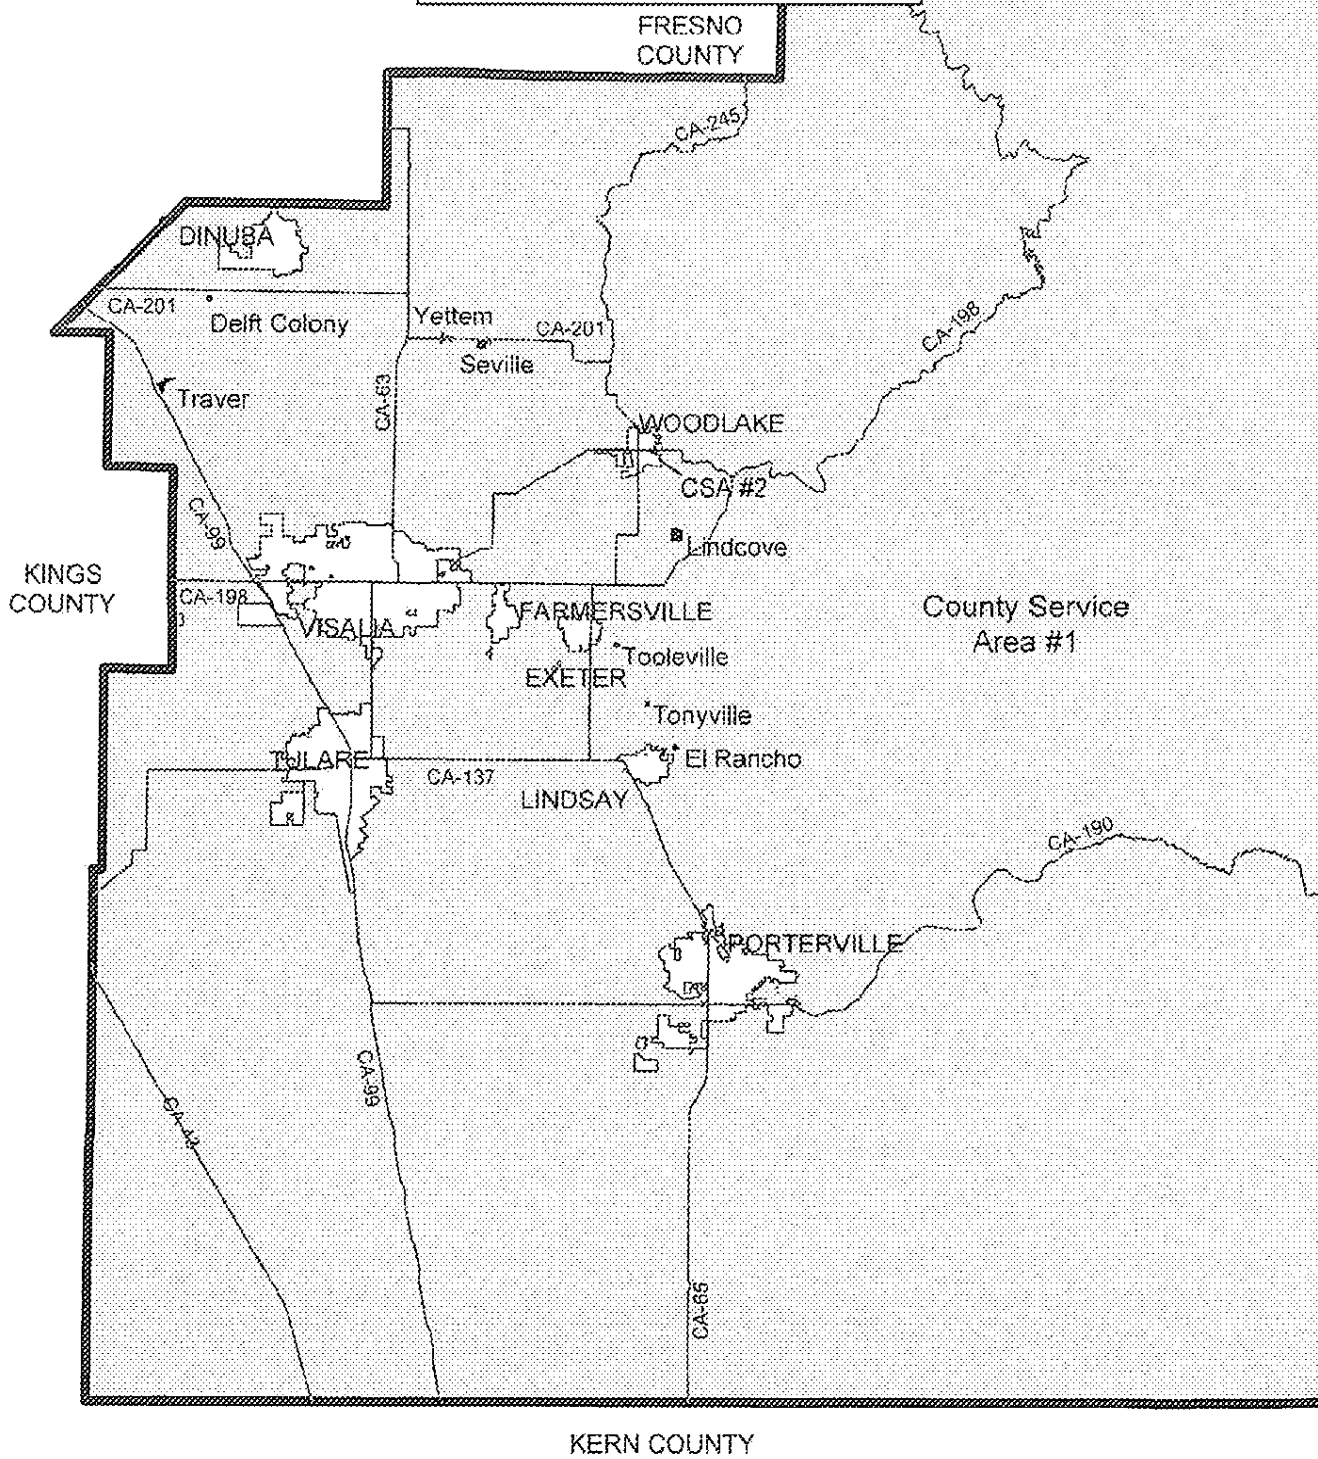 FRESNO
COUNTY
CA-245
DINUBA
CA-201
Delft Colony
Yettem
CA-201
Seville
CA-198
Traver
CA-63
WOODLAKE
CSA #2
CA-99
Lindcove
KINGS
COUNTY
CA-198
VISALIA
FARMERSVILLE
County Service
Area #1
Tooleville
EXETER
Tonyville
TULARE
El Rancho
CA-137
LINDSAY
CA-190
PORTERVILLE
CA-99
CA-43
CA-65
KERN COUNTY